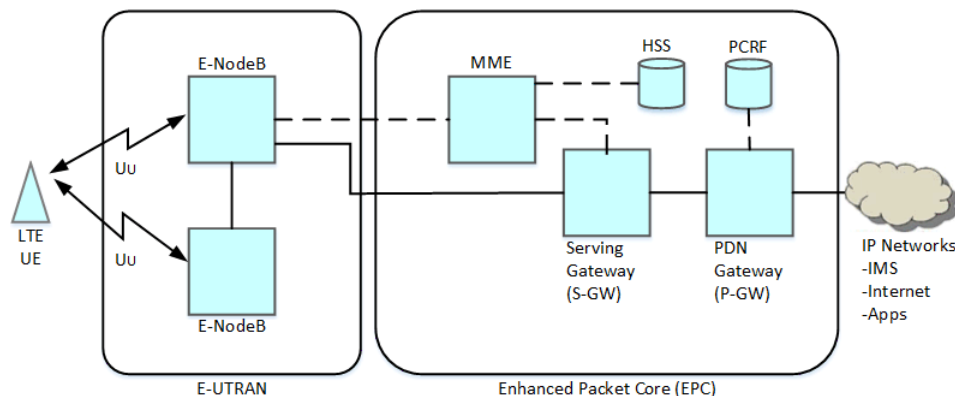 HSS
PCRF
E-NodeB
MME
Uu
LTE
UE
Uu
Serving
Gateway
(S-GW)
PDN
Gateway
(P-GW)
IP Networks
-IMS
-Internet
-Apps
E-NodeB
E-UTRAN
Enhanced Packet Core (EPC)